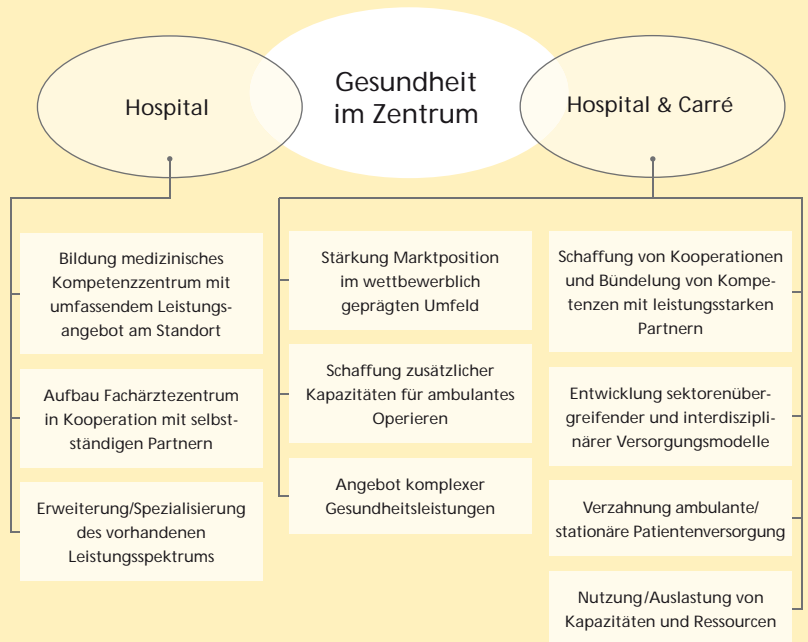 Gesundheit
im Zentrum
Hospital
Hospital & Carré
Bildung medizinisches
Kompetenzzentrum mit
umfassendem Leistungs-
angebot am Standort
Aufbau Fachärztezentrum
in Kooperation mit selbst-
ständigen Partnern
Erweiterung/Spezialisierung
des vorhandenen
Leistungsspektrums
Stärkung Marktposition
im wettbewerblich
geprägten Umfeld
Schaffung zusätzlicher
Kapazitäten für ambulantes
Operieren
Angebot komplexer
Gesundheitsleistungen
Schaffung von Kooperationen
und Bündelung von Kompe-
tenzen mit leistungsstarken
Partnern
Entwicklung sektorenüber-
greifender und interdiszipli-
närer Versorgungsmodelle
Verzahnung ambulante/
stationäre Patientenversorgung
Nutzung/Auslastung von
Kapazitäten und Ressourcen